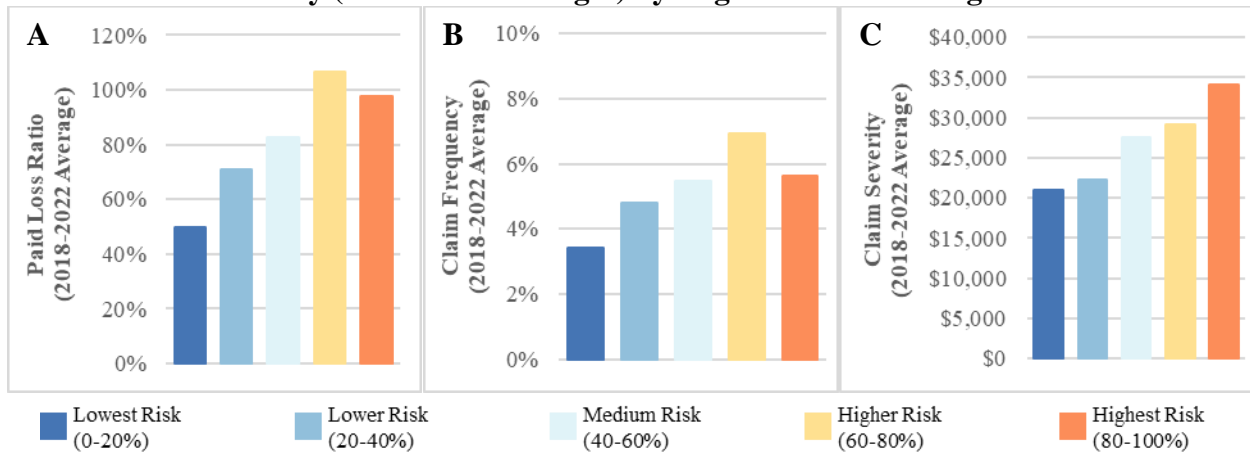 A
120%
100%
80%
60%
40%
20%
0%
Paid Loss Ratio
(2018-2022 Average)
B
10%
8%
6%
4%
2%
0%
Claim Frequency
(2018-2022 Average)
C
$40,000
$35,000
$30,000
$25,000
$20,000
$15,000
$10,000
$5,000
$0
Claim Severity
(2018-2022 Average)
Lowest Risk
(0-20%)
Lower Risk
(20-40%)
Medium Risk
(40-60%)
Higher Risk
(60-80%)
Highest Risk
(80-100%)